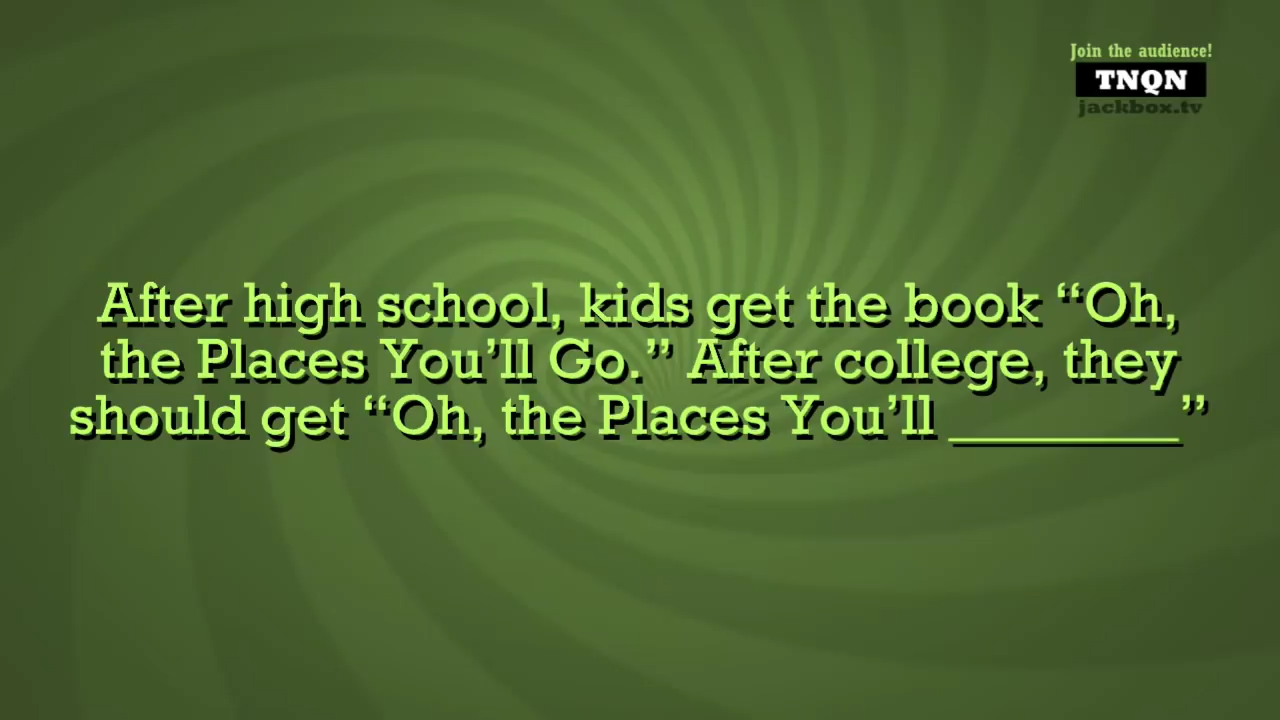 Join the audience!
TNQN
jackbox.tv
After high school, kids get the book “Oh,
the Places You’ll Go.” After college, they
should get “Oh, the Places You’ll ________”